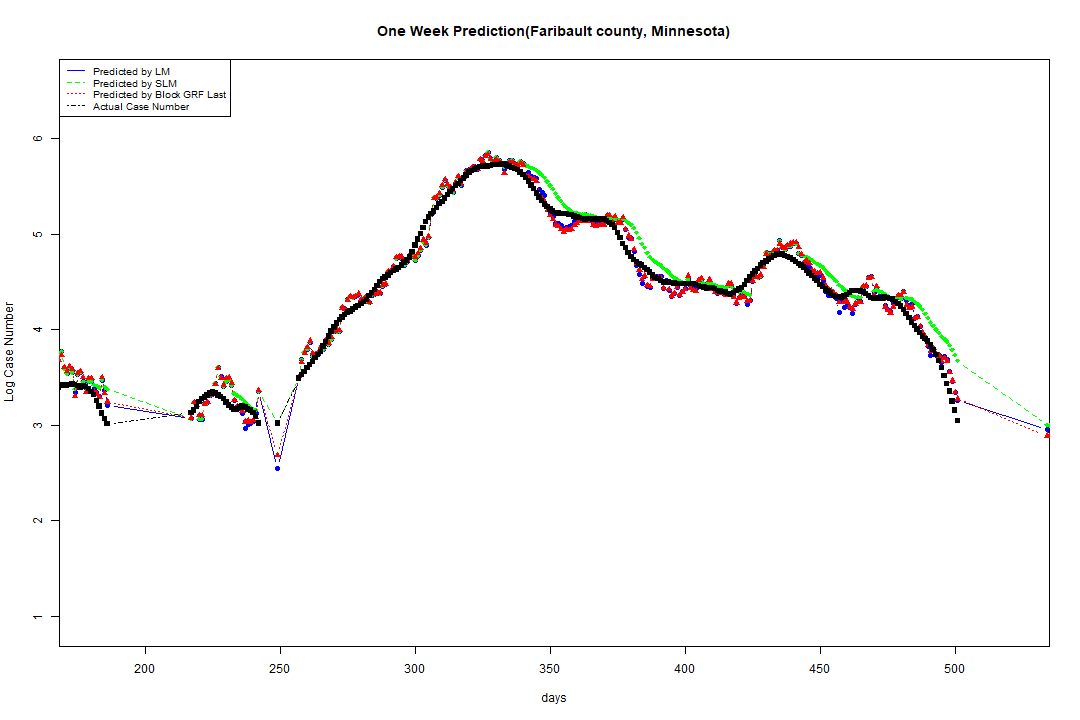 One Week Prediction(Faribault county, Minnesota)
Predicted by LM
Predicted by SLM
Predicted by Block GRF Last
Actual Case Number
6
5
4
3
2
1
Log Case Number
200 250 300 350 400 450 500
days